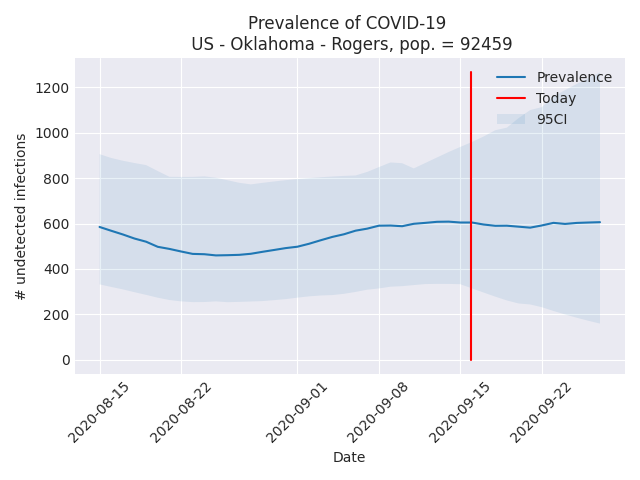 Prevalence of COVID-19
US - Oklahoma - Rogers, pop. = 92459
Prevalence
Today
95CI
# undetected infections
1200
1000
800
600
400
200
0
2020-08-15
2020-08-22
2020-09-01
2020-09-08
2020-09-15
2020-09-22
Date